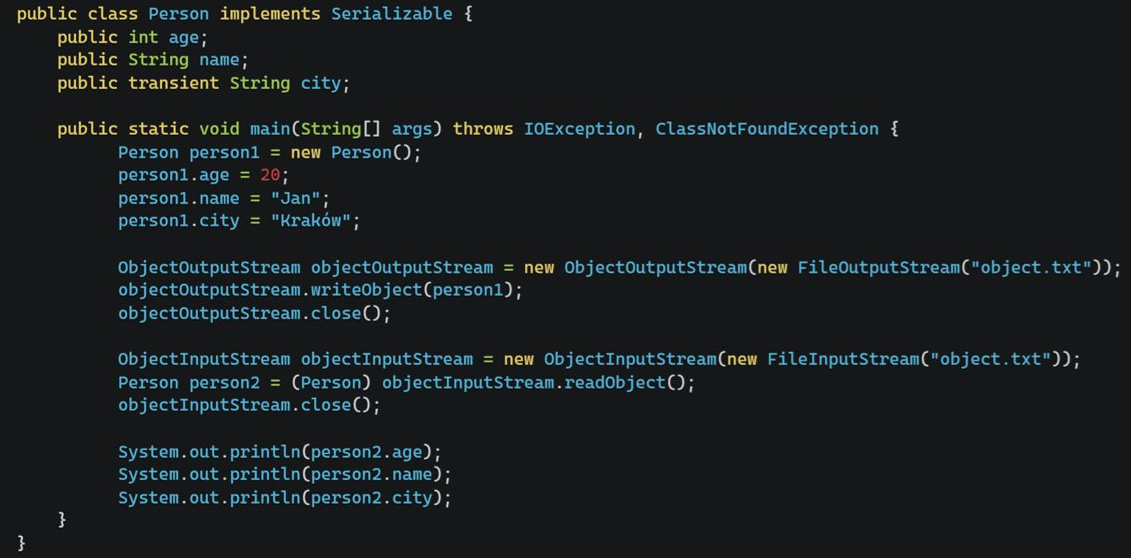 public class Person implements Serializable {
public int age;
public String name;
public transient String city;
public static void main(String[] args) throws IOException, ClassNotFoundException {
Person person1 = new Person();
person1.age = 20;
person1.name = "Jan";
person1.city = "Kraków";
ObjectOutputStream objectOutputStream = new ObjectOutputStream(new FileOutputStream("object.txt"));
objectOutputStream.writeObject(person1);
objectOutputStream.close();
ObjectInputStream objectInputStream = new ObjectInputStream(new FileInputStream("object.txt"));
Person person2 = (Person) objectInputStream.readObject();
objectInputStream.close();
System.out.println(person2.age);
System.out.println(person2.name);
System.out.println(person2.city);
}
}